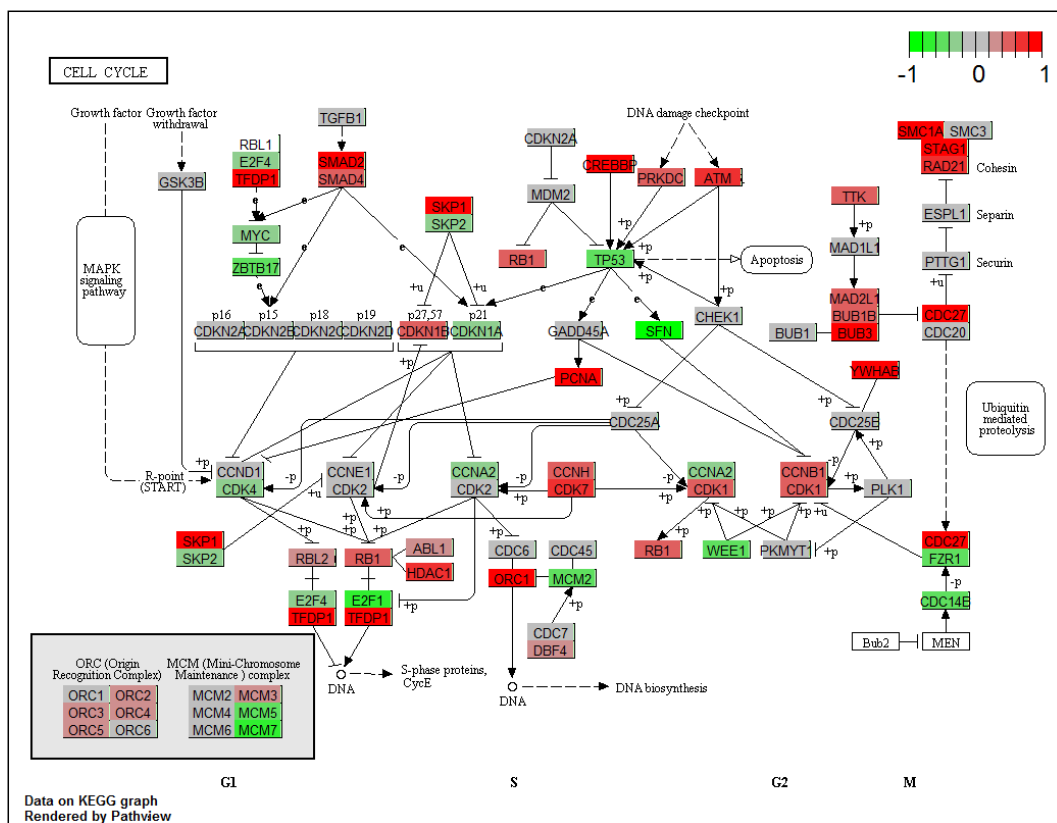 -1 0 1
CELL CYCLE
Growth factor
Growth factor
withdrawal
TGFB1
DNA damage checkpoint
SMC1A SMC3
STAG1
RAD21
Cohesin
RBL1
E2F4
TFDP1
SMAD2
SMAD4
CDKN2A
CREBBP
PRKDC
ATM
GSK3B
MDM2
TTK
e
e
SKP1
SKP2
ESPL1
Separin
MYC
+p
+p
MAD1L1
e
e
RB1
TP53
+p
Apoptosis
ZBTB17
PTTG1
Securin
MAPK
signaling
pathway
+u
+u
e
e
e
+p
MAD2L1
BUB1B
BUB3
+u
p16 p15 p18 p19
p27,57 p21
CDKN2A CDKN2B CDKN2C CDKN2D
CDKN1B CDKN1A
GADD45A
SFN
CHEK1
BUB1
CDC27
CDC20
+p
PCNA
YWHAB
+p
CDC25A
+p
CDC25B
Ubiquitin
mediated
proteolysis
R-point
(START)
+p
CCND1
CDK4
-p
CCNE1
CDK2
-p
CCNA2
CDK2
-p
+p
CCNH
CDK7
-p
+p
CCNA2
CDK1
CCNB1
CDK1
-p
+p
+p
PLK1
+u
+p
+p
+p
+p
+p
+p
+p
+p
+u
SKP1
SKP2
+p
RBL2
RB1
ABL1
HDAC1
CDC6
CDC45
RB1
WEE1
PKMYT1
+p
CDC27
FZR1
ORC1
MCM2
-p
E2F4
TFDP1
E2F1
TFDP1
+p
+p
CDC14B
CDC7
DBF4
Bub2
MEN
DNA
S-phase proteins,
CycE
DNA
DNA biosynthesis
ORC (Origin
Recognition Complex)
MCM (Mini-Chromosome
Maintenance ) complex
ORC1 ORC2 MCM2 MCM3
ORC3 ORC4 MCM4 MCM5
ORC5 ORC6 MCM6 MCM7
G1 S G2 M
Data on KEGG graph
Rendered by Pathview